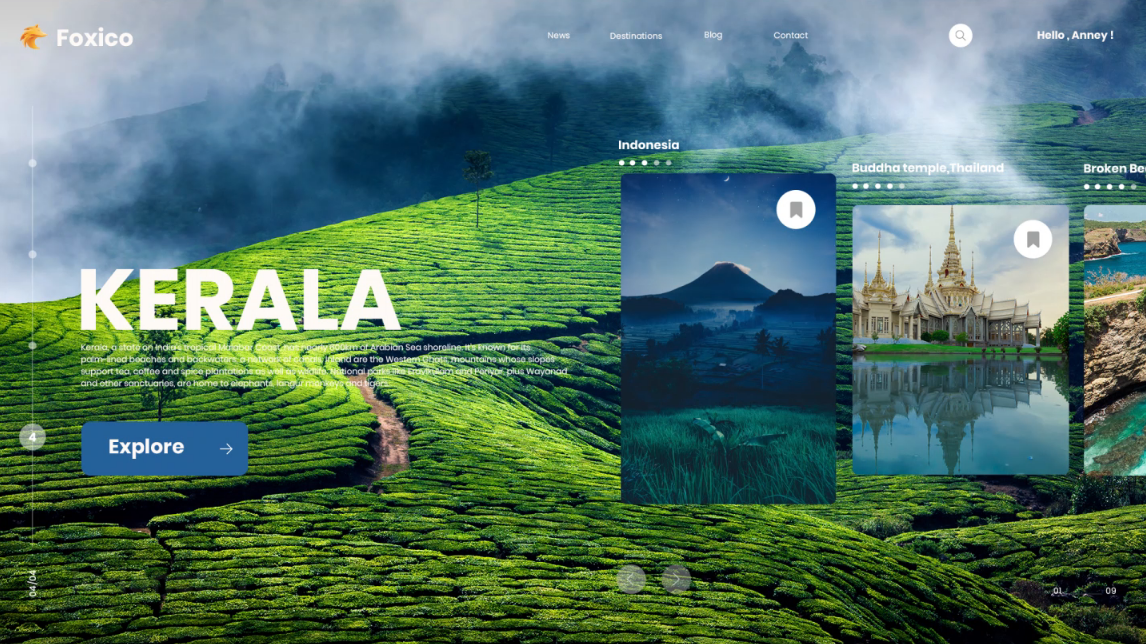 Foxico
News
Destinations
Blog
Contact
Hello , Anney !
Indonesia
Buddha temple,Thailand
Broken Be
KERALA
Kerala, a state on India's tropical Malabar Coast, has nearly 600km of Arabian Sea shoreline. It's known for its
palm-lined beaches and backwaters, a network of canals. Inland are the Western Ghats, mountains whose slopes
support tea, coffee and spice plantations as well as wildlife. National parks like Eravikulam and Periyar, plus Wayanad
and other sanctuaries, are home to elephants, langur monkeys and tigers.
4
Explore
04/04
01
09